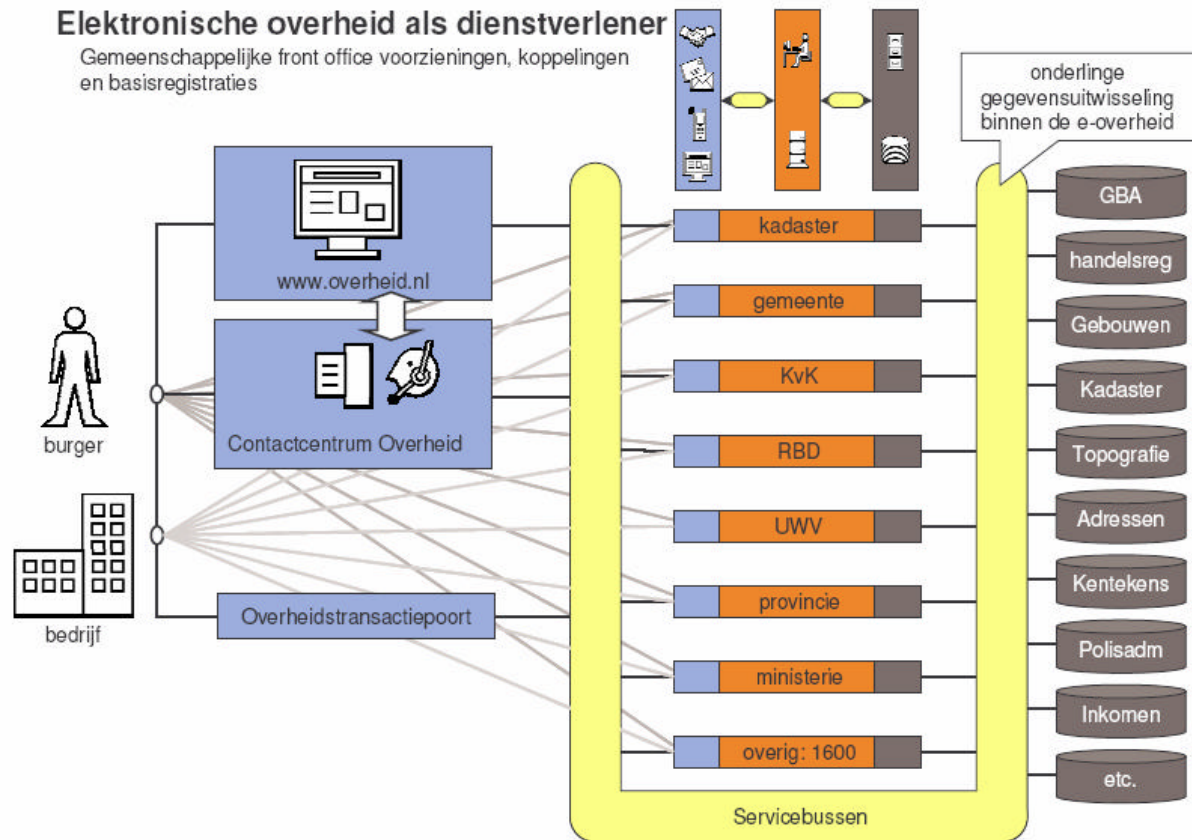 Elektronische overheid als dienstverlener
Gemeenschappelijke front office voorzieningen, koppelingen
en basisregistraties
onderlinge
gegevensuitwisseling
binnen de e-overheid
www.overheid.nl
Contactcentrum Overheid
Overheidstransactiepoort
burger
bedrijf
kadaster
gemeente
KvK
RBD
UWV
provincie
ministerie
overig: 1600
Servicebussen
GBA
handelsreg
Gebouwen
Kadaster
Topografie
Adressen
Kentekens
Polisadm
Inkomen
etc.